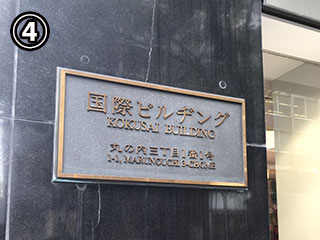 ④
国際ビルヂング
KOKUSAI BUILDING
丸の内三丁目1番1号
1-1, MARUNOUCHI 3-CHOME